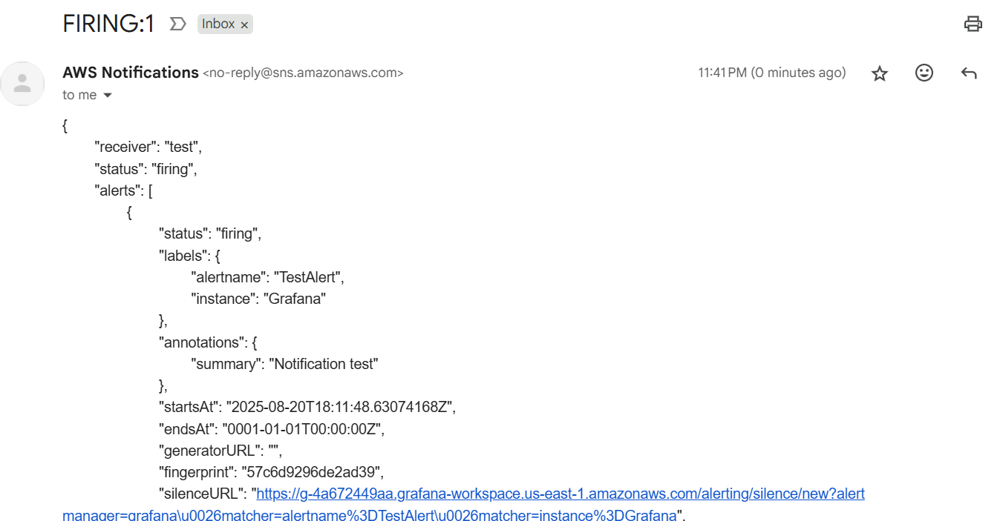 FIRING:1 Inbox ×
AWS Notifications <no-reply@sns.amazonaws.com> 11:41 PM (0 minutes ago)
to me
{
"receiver": "test",
"status": "firing",
"alerts": [
{
"status": "firing",
"labels": {
"alertname": "TestAlert",
"instance": "Grafana"
},
"annotations": {
"summary": "Notification test"
},
"startsAt": "2025-08-20T18:11:48.63074168Z",
"endsAt": "0001-01-01T00:00:00Z",
"generatorURL": "",
"fingerprint": "57c6d9296de2ad39",
"silenceURL": "https://g-4a672449aa.grafana-workspace.us-east-1.amazonaws.com/alerting/silence/new?alert
manager=grafana\u0026matcher=alertname%3DTestAlert\u0026matcher=instance%3DGrafana",